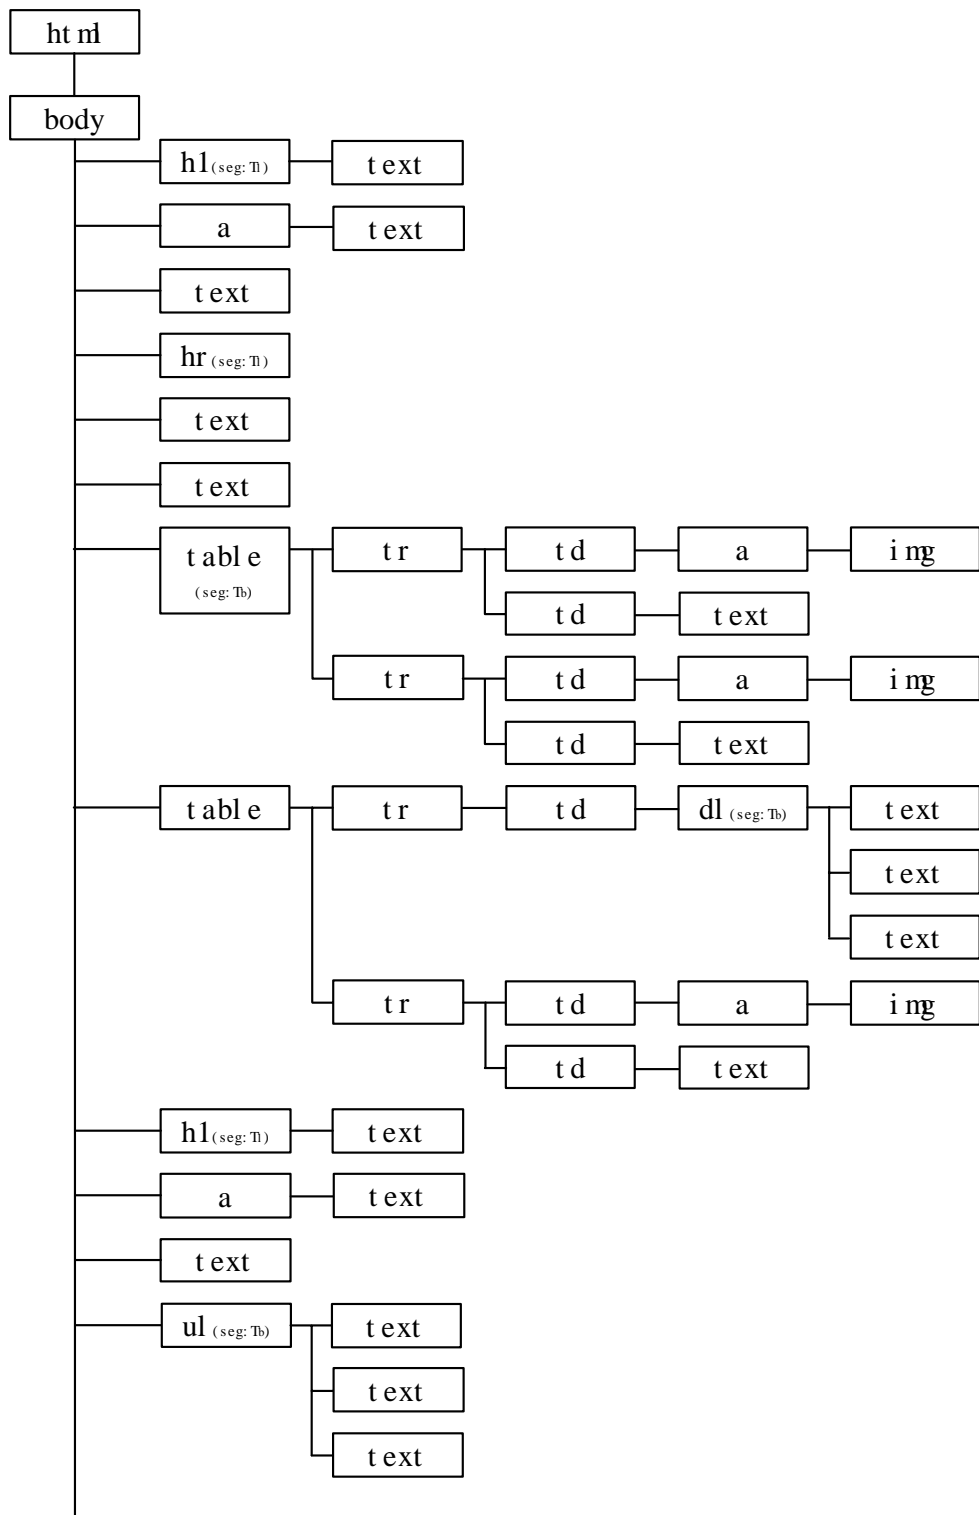 html
body
h1 (seg: Tl) text
a text
text
hr (seg: Tl)
text
text
table tr td a img
(seg: Tb)
td text
tr td a img
td text
table tr td dl (seg: Tb) text
text
text
tr td a img
td text
h1 (seg: Tl) text
a text
text
ul (seg: Tb) text
text
text